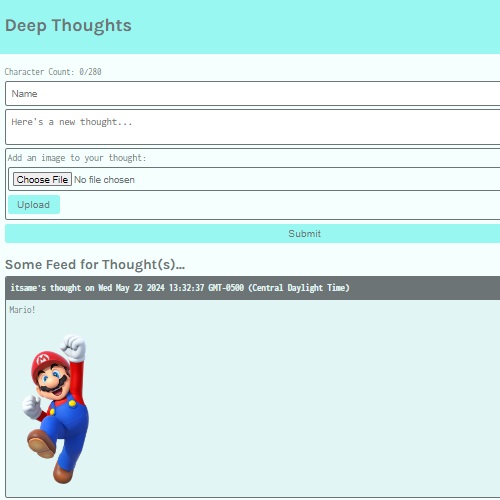 Deep Thoughts
Character Count: 0/280
Name
Here's a new thought...
Add an image to your thought:
Choose File No file chosen
Upload
Submit
Some Feed for Thought(s)...
itsame's thought on Wed May 22 2024 13:32:37 GMT-0500 (Central Daylight Time)
Mario!
M